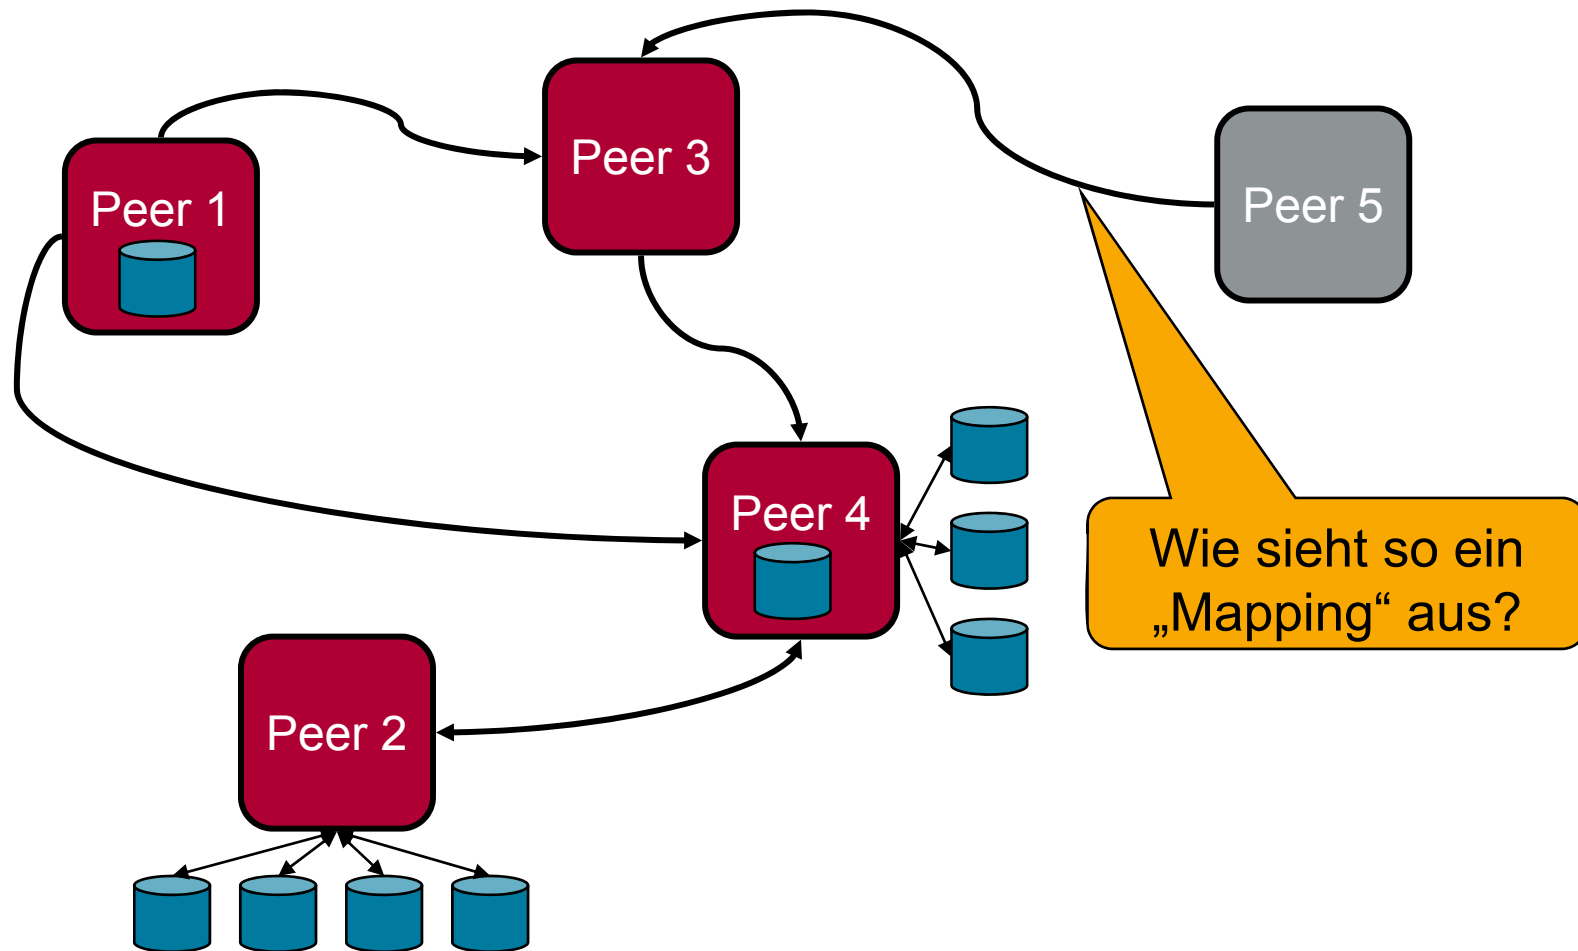 Peer 3
Peer 1
Peer 5
Peer 4
Wie sieht so ein
„Mapping“ aus?
Peer 2